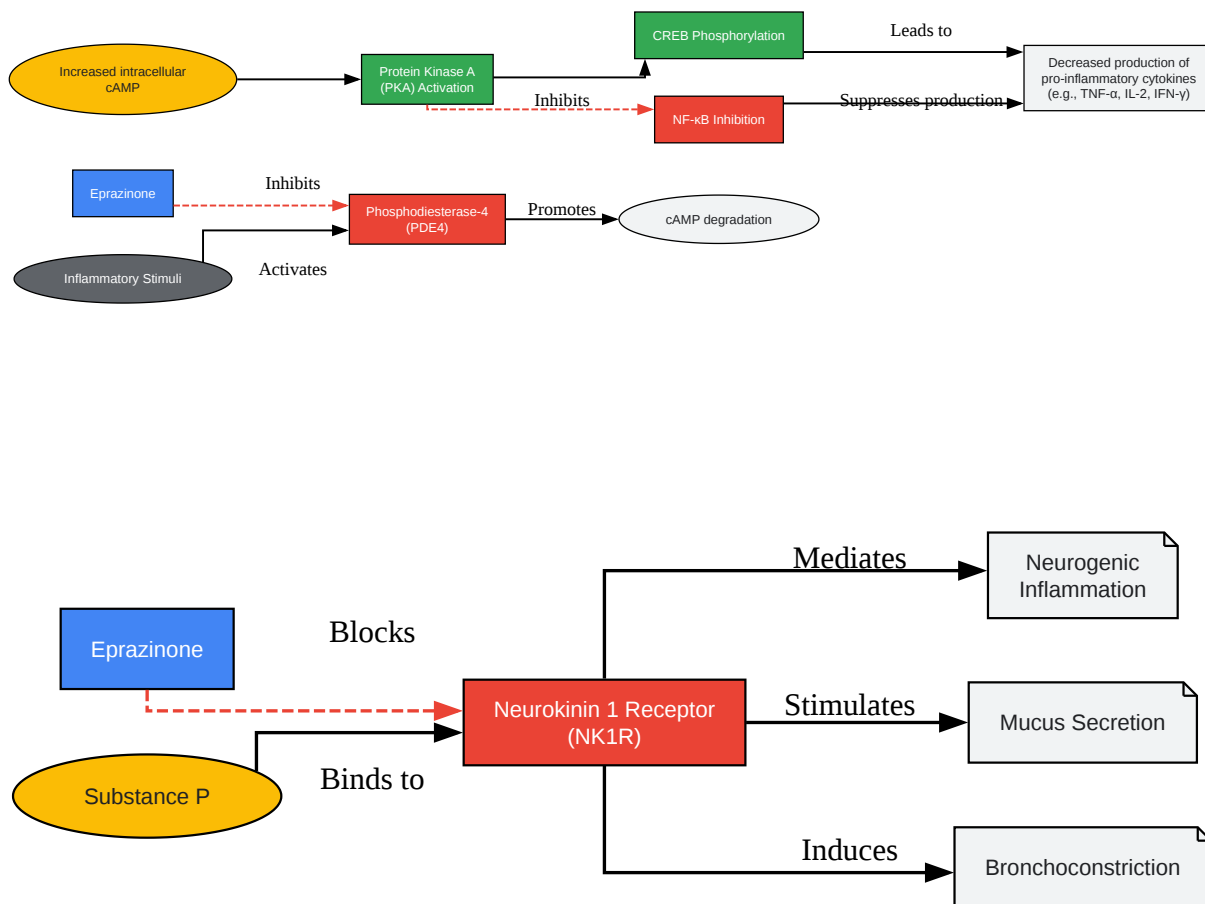 Increased intracellular
cAMP
Protein Kinase A
(PKA) Activation
CREB Phosphorylation
Leads to
Inhibits
NF-κB Inhibition
Suppresses production
Decreased production of
pro-inflammatory cytokines
(e.g., TNF-α, IL-2, IFN-γ)
Eprazinone
Inhibits
Phosphodiesterase-4
(PDE4)
Promotes
cAMP degradation
Inflammatory Stimuli
Activates
Eprazinone
Blocks
Substance P
Binds to
Neurokinin 1 Receptor
(NK1R)
Mediates
Neurogenic
Inflammation
Stimulates
Mucus Secretion
Induces
Bronchoconstriction